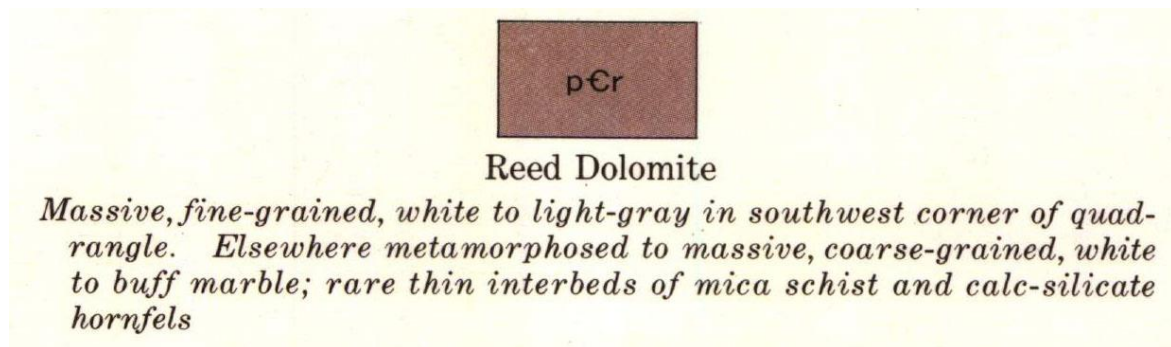 p€r
Reed Dolomite
Massive, fine-grained, white to light-gray in southwest corner of quad-
rangle. Elsewhere metamorphosed to massive, coarse-grained, white
to buff marble; rare thin interbeds of mica schist and calc-silicate
hornfels